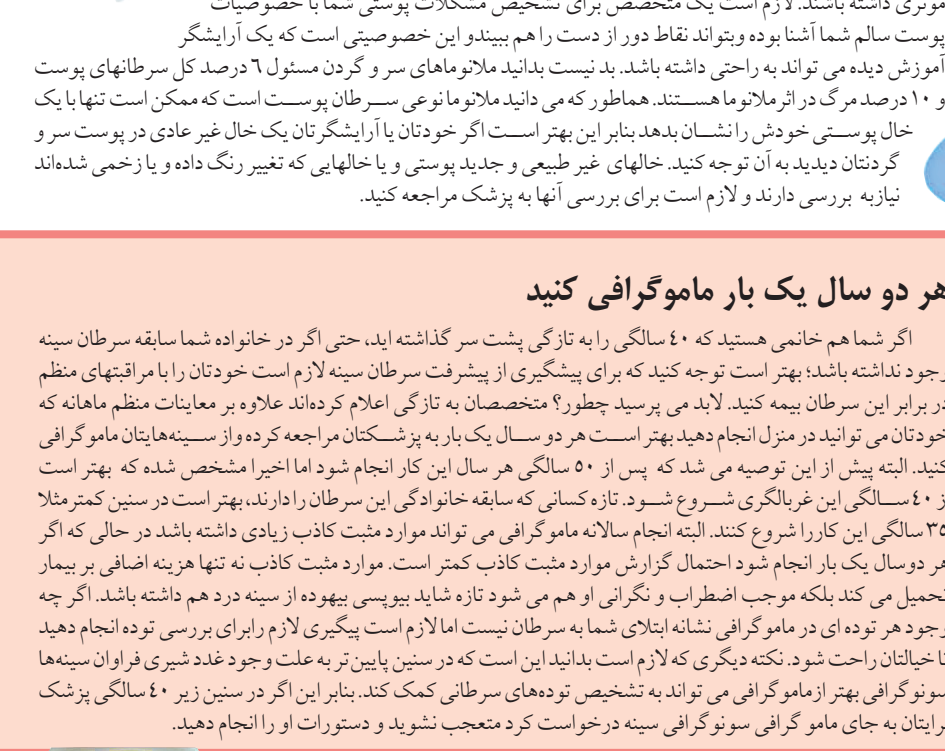 موثری داشته باشند. لازم است یک متخصص برای تشخیص مشکلات پوستی شما با خصوصیات
پوست سالم شما آشنا بوده وبتواند نقاط دور از دست را هم ببیندو این خصوصیتی است که یک آرایشگر
آموزش دیده می تواند به راحتی داشته باشد. بد نیست بدانید ملانوماهای سر و گردن مسئول ٦ درصد کل سرطانهای پوست
و ١٠ درصد مرگ در اثرملانوما هستند. هماطور که می دانید ملانوما نوعی سرطان پوست است که ممکن است تنها با یک
خال پوستی خودش را نشان بدهد بنابر این بهتر است اگر خودتان یا آرایشگرتان یک خال غیر عادی در پوست سر و
گردنتان دیدید به آن توجه کنید. خالهای غیر طبیعی و جدید پوستی و یا خالهایی که تغییر رنگ داده و یا زخمی شده‌اند
نیازبه بررسی دارند و لازم است برای بررسی آنها به پزشک مراجعه کنید.
هر دو سال یک بار ماموگرافی کنید
اگر شما هم خانمی هستید که ٤٠ سالگی را به تازگی پشت سر گذاشته اید، حتی اگر در خانواده شما سابقه سرطان سینه
وجود نداشته باشد؛ بهتر است توجه کنید که برای پیشگیری از پیشرفت سرطان سینه لازم است خودتان را با مراقبتهای منظم
در برابر این سرطان بیمه کنید. لابد می پرسید چطور؟ متخصصان به تازگی اعلام کرده‌اند علاوه بر معاینات منظم ماهانه که
خودتان می توانید در منزل انجام دهید بهتر است هر دو سال یک بار به پزشکتان مراجعه کرده واز سینه‌هایتان ماموگرافی
کنید. البته پیش از این توصیه می شد که پس از ٥٠ سالگی هر سال این کار انجام شود اما اخیرا مشخص شده که بهتر است
از ٤٠ سالگی این غربالگری شروع شود. تازه کسانی که سابقه خانوادگی این سرطان را دارند، بهتر است در سنین کمتر مثلا
٣٥ سالگی این کاررا شروع کنند. البته انجام سالانه ماموگرافی می تواند موارد مثبت کاذب زیادی داشته باشد در حالی که اگر
هر دوسال یک بار انجام شود احتمال گزارش موارد مثبت کاذب کمتر است. موارد مثبت کاذب نه تنها هزینه اضافی بر بیمار
تحمیل می کند بلکه موجب اضطراب و نگرانی او هم می شود تازه شاید بیوپسی بیهوده از سینه درد هم داشته باشد. اگر چه
وجود هر توده ای در ماموگرافی نشانه ابتلای شما به سرطان نیست اما لازم است پیگیری لازم رابرای بررسی توده انجام دهید
تا خیالتان راحت شود. نکته دیگری که لازم است بدانید این است که در سنین پایین تر به علت وجود غدد شیری فراوان سینه‌ها
سونوگرافی بهتر ازماموگرافی می تواند به تشخیص توده‌های سرطانی کمک کند. بنابر این اگر در سنین زیر ٤٠ سالگی پزشک
برایتان به جای مامو گرافی سونوگرافی سینه درخواست کرد متعجب نشوید و دستورات او را انجام دهید.